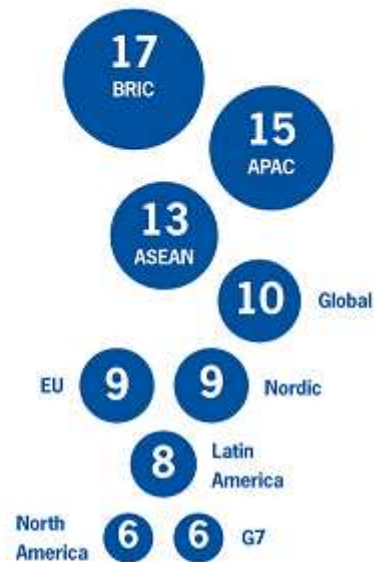 17
BRIC
15
APAC
13
ASEAN
10 Global
EU 9 9 Nordic
8 Latin
America
North
America 6 6 G7